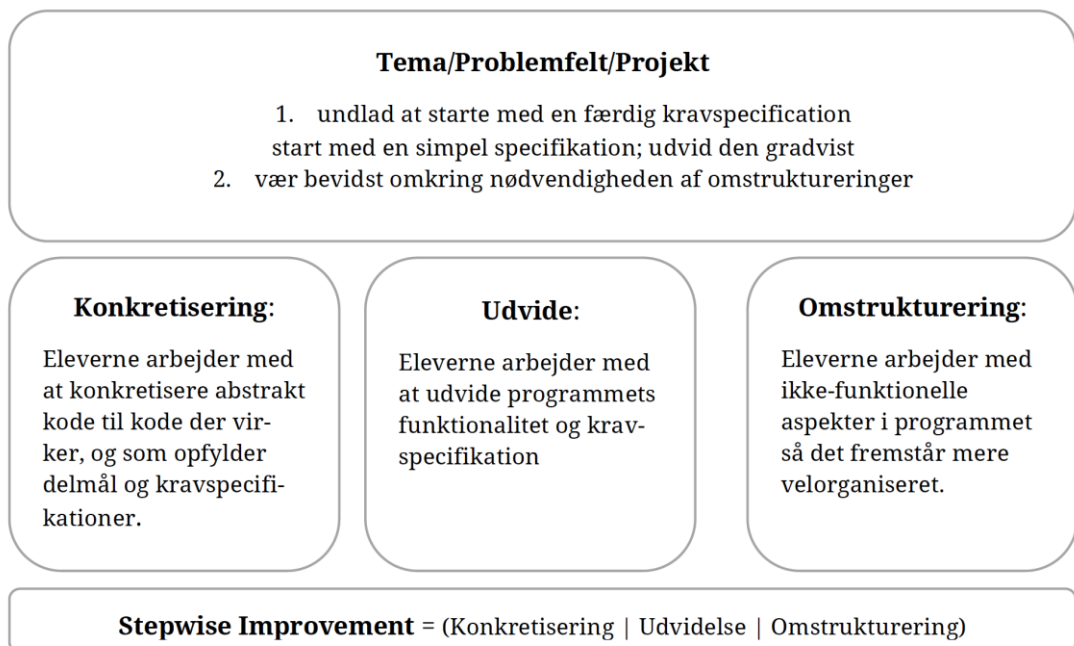 Tema/Problemfelt/Projekt
1. undlad at starte med en færdig kravspecification
start med en simpel specifikation; udvid den gradvist
2. vær bevidst omkring nødvendigheden af omstruktureringer
Konkretisering:
Eleverne arbejder med
at konkretisere abstrakt
kode til kode der vir-
ker, og som opfylder
delmål og kravspecifi-
kationer.
Udvide:
Eleverne arbejder med
at udvide programmets
funktionalitet og krav-
specifikation
Omstrukturering:
Eleverne arbejder med
ikke-funktionelle
aspekter i programmet
så det fremstår mere
velorganiseret.
Stepwise Improvement = (Konkretisering | Udvidelse | Omstrukturering)